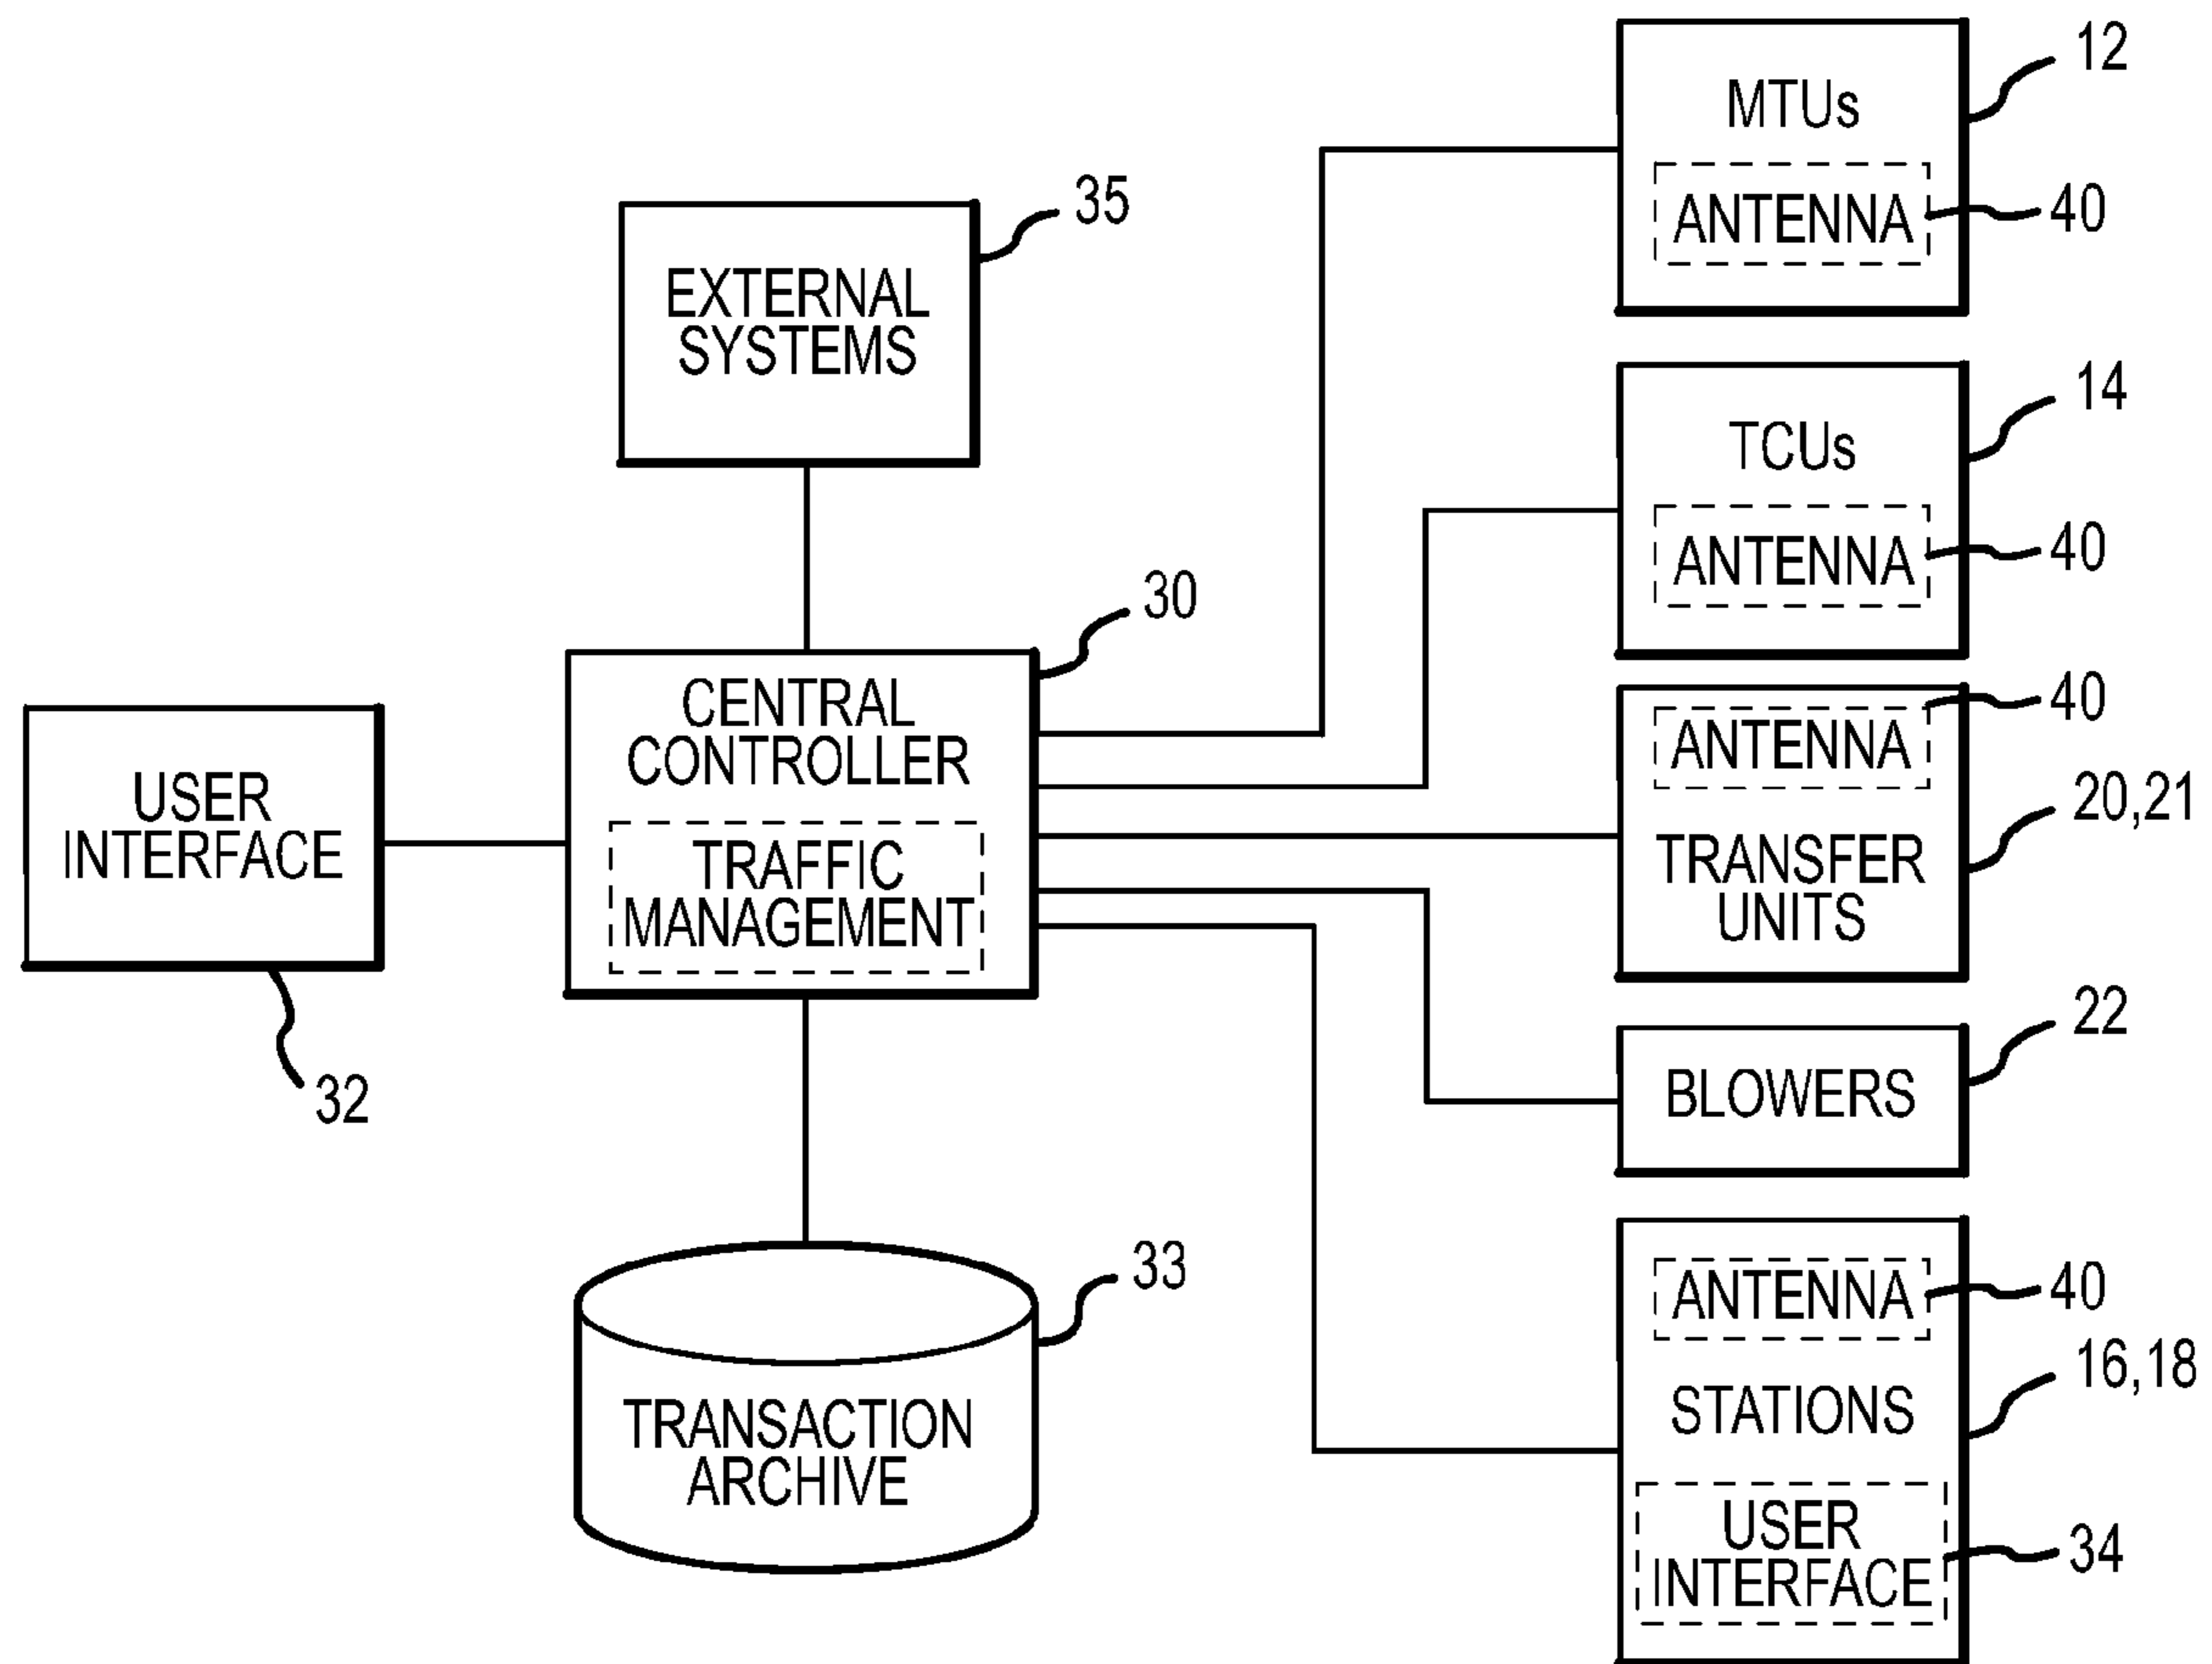 12
MTUs
ANTENNA
40
35
EXTERNAL
SYSTEMS
14
TCUs
ANTENNA
40
30
CENTRAL
CONTROLLER
TRAFFIC
MANAGEMENT
USER
INTERFACE
32
40
ANTENNA
20,21
TRANSFER
UNITS
22
BLOWERS
33
TRANSACTION
ARCHIVE
ANTENNA
40
16,18
STATIONS
USER
INTERFACE
34